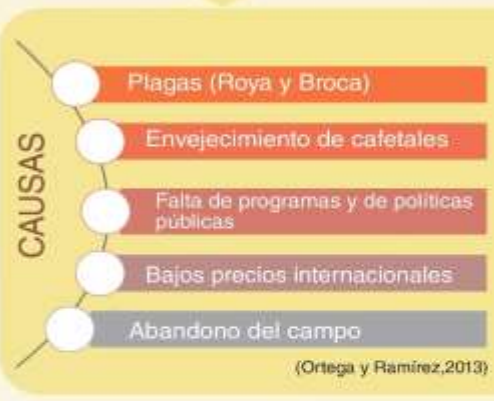 CAUSAS
Plagas (Roya y Broca)
Envejecimiento de cafetales
Falta de programas y de políticas
públicas
Bajos precios internacionales
Abandono del campo
(Ortega y Ramírez,2013)